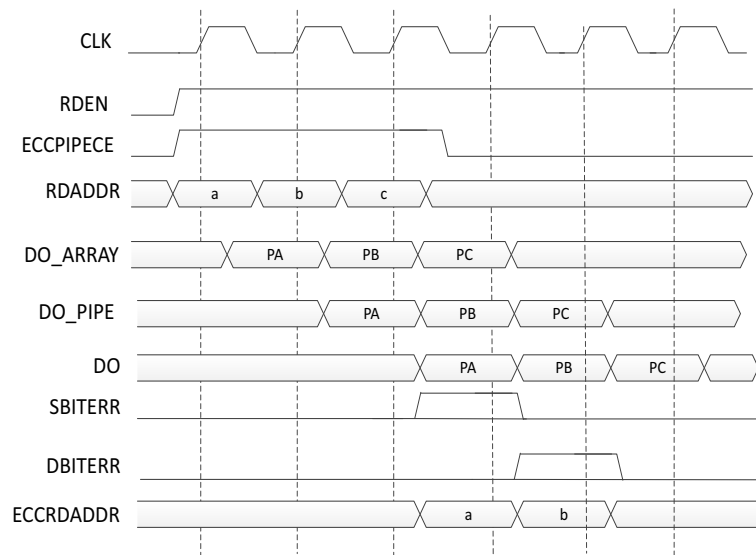 CLK
RDEN
ECCPIPECE
RDADDR a b c
DO_ARRAY PA PB PC
DO_PIPE PA PB PC
DO PA PB PC
SBITERR
DBITERR
ECCRDADDR a b